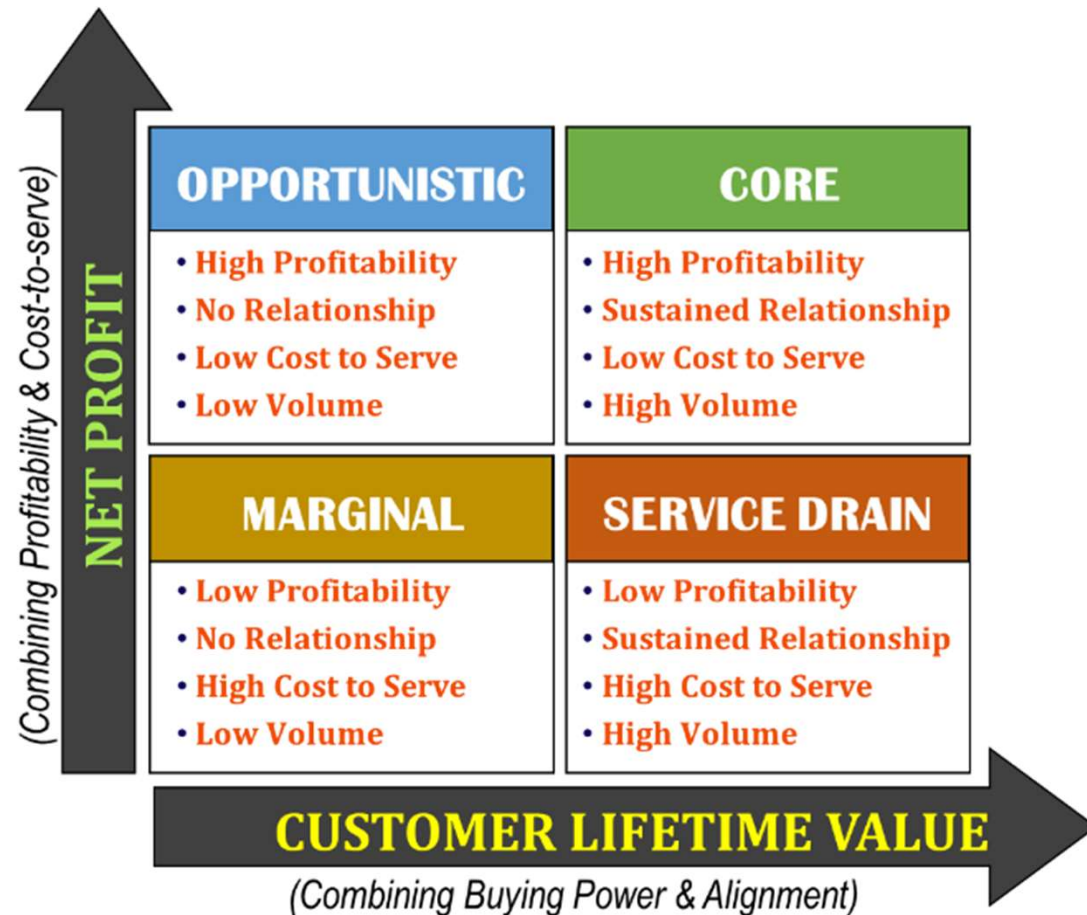 OPPORTUNISTIC
• High Profitability
• No Relationship
• Low Cost to Serve
• Low Volume
CORE
• High Profitability
• Sustained Relationship
• Low Cost to Serve
• High Volume
MARGINAL
• Low Profitability
• No Relationship
• High Cost to Serve
• Low Volume
SERVICE DRAIN
• Low Profitability
• Sustained Relationship
• High Cost to Serve
• High Volume
NET PROFIT
(Combining Profitability & Cost-to-serve)
CUSTOMER LIFETIME VALUE
(Combining Buying Power & Alignment)